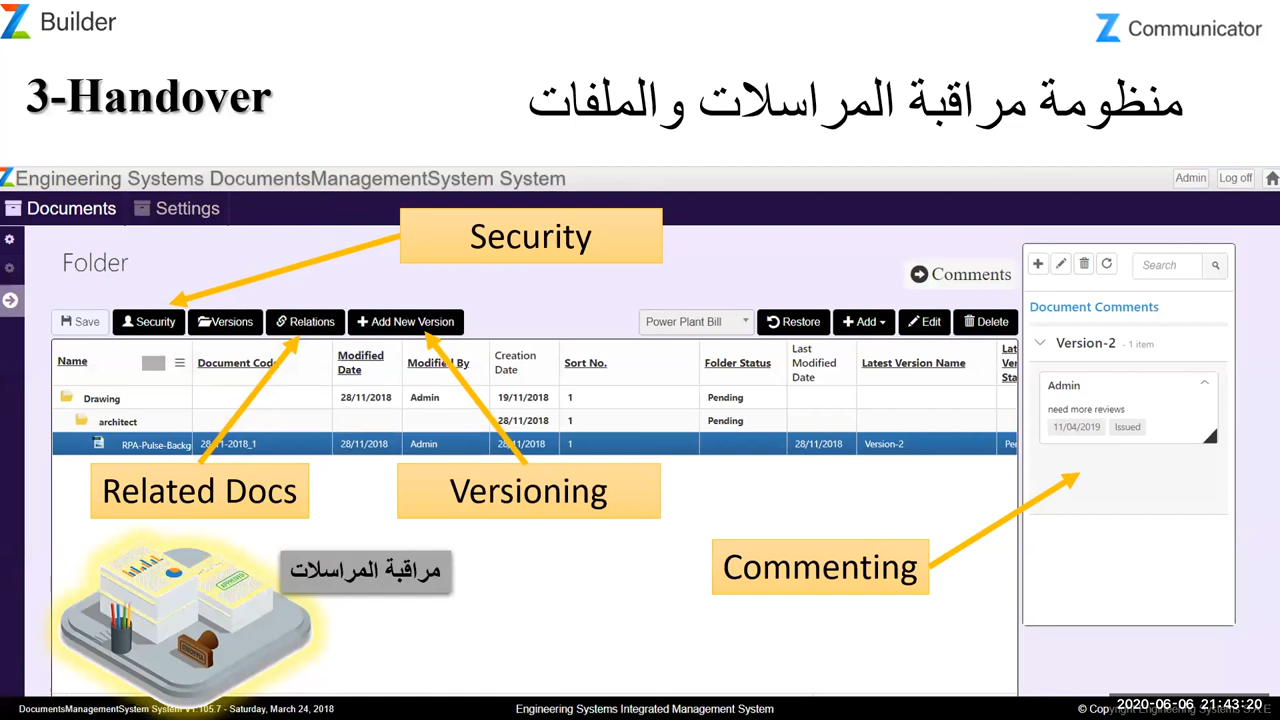 Builder
Communicator
3-Handover
منظومة مراقبة المراسلات والملفات
Engineering Systems DocumentsManagementSystem System
Admin
Log off
Documents
Settings
Security
Folder
Comments
Search
Document Comments
Save
Security
Versions
Relations
Add New Version
Power Plant Bill
Restore
Add
Edit
Delete
Version-2 - 1 item
Name
Document Code
Modified Date
Modified By
Creation Date
Sort No.
Folder Status
Last Modified Date
Latest Version Name
Drawing 28/11/2018 Admin 19/11/2018 1 Pending
architect 28/11/2018 1 Pending
RPA-Pulse-Backg 28/11/2018 Admin 1 28/11/2018 Version-2
Admin
need more reviews
11/04/2019 Issued
Related Docs
Versioning
Commenting
مراقبة المراسلات
APPROVED
DocumentsManagementSystem System - Saturday, March 24, 2018
Engineering Systems Integrated Management System
2020-06-06 21:43:20